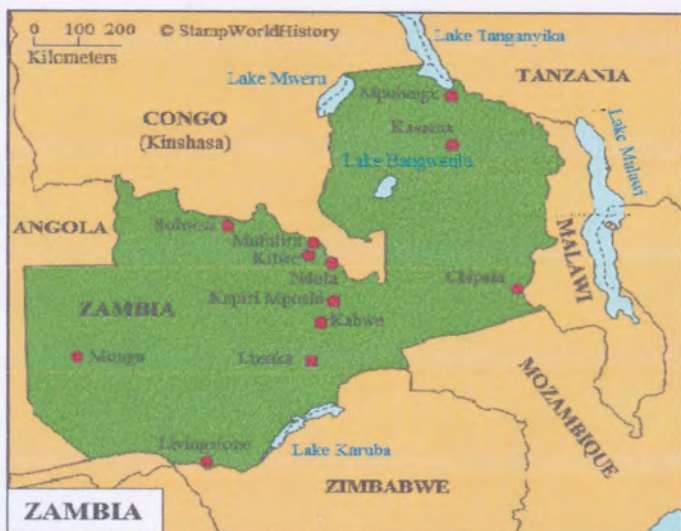 0 100 200
Kilometers
© StampWorldHistory
Lake Tanganyika
Lake Mweru
TANZANIA
Mpulungu
CONGO
(Kinshasa)
Kasama
Lake Bangweulu
Lake Malawi
ANGOLA
Solwezi
Mufulira
Kitwe
Ndola
MALAWI
Chipata
ZAMBIA
Kapiri Mposhi
Kabwe
Mongu
Lusaka
MOZAMBIQUE
Livingstone
Lake Karuba
ZIMBABWE
ZAMBIA